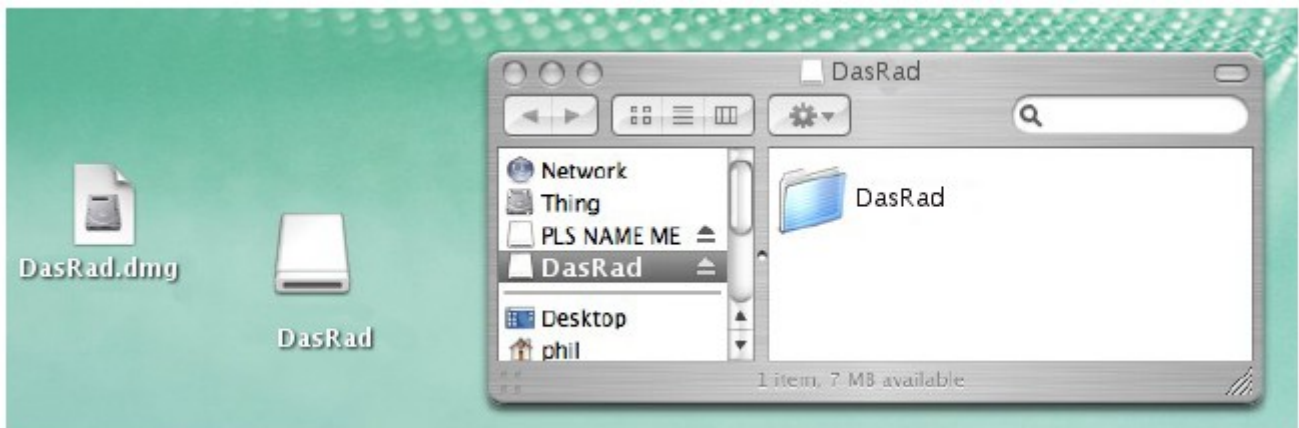 DasRad.dmg
DasRad
DasRad
Network
Thing
PLS NAME ME
DasRad
Desktop
phil
DasRad
1 item, 7 MB available